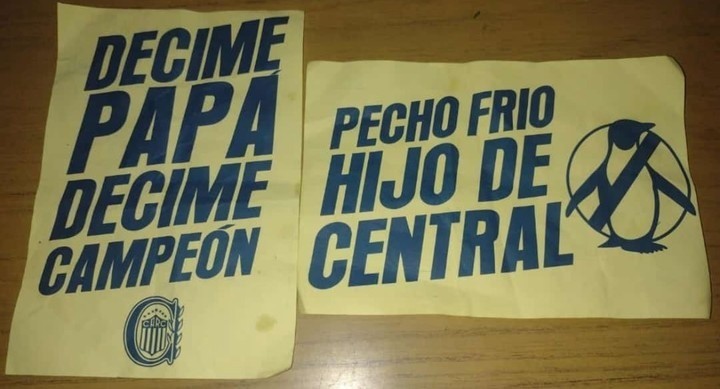 DECIME
PAPÁ
DECIME
CAMPEÓN
PECHO FRIO
HIJO DE
CENTRAL